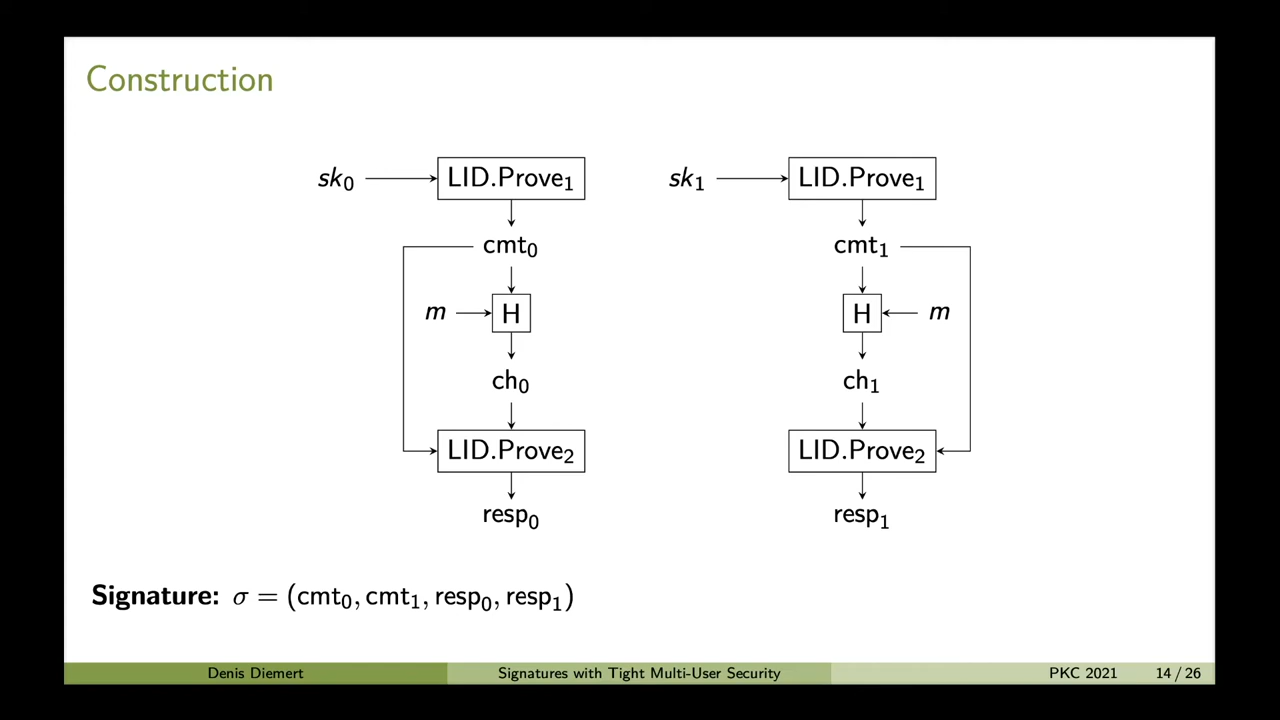 Construction
sk₀ LID.Prove₁ sk₁ LID.Prove₁
cmt₀ cmt₁
m H H m
ch₀ ch₁
LID.Prove₂ LID.Prove₂
resp₀ resp₁
Signature: σ = (cmt₀, cmt₁, resp₀, resp₁)
Denis Diemert Signatures with Tight Multi-User Security PKC 2021 14 / 26